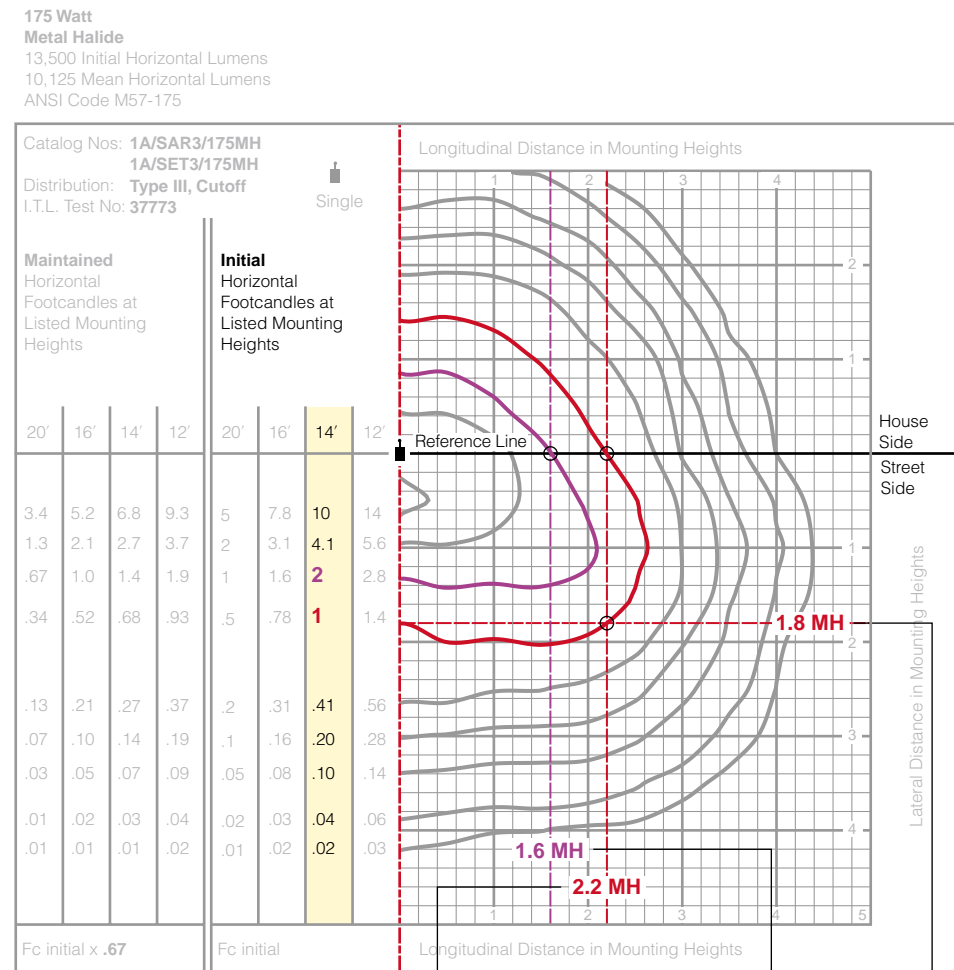 175 Watt
Metal Halide
13,500 Initial Horizontal Lumens
10,125 Mean Horizontal Lumens
ANSI Code M57-175
Catalog Nos: 1A/SAR3/175MH
1A/SET3/175MH
Distribution: Type III, Cutoff
I.T.L. Test No: 37773
Single
Longitudinal Distance in Mounting Heights
1 2 3 4
2
1
Maintained
Horizontal
Footcandles at
Listed Mounting
Heights
Initial
Horizontal
Footcandles at
Listed Mounting
Heights
20′ 16′ 14′ 12′ 20′ 16′ 14′ 12′
Reference Line
House
Side
Street
Side
3.4 5.2 6.8 9.3 5 7.8 10 14
1.3 2.1 2.7 3.7 2 3.1 4.1 5.6
.67 1.0 1.4 1.9 1 1.6 2 2.8
.34 .52 .68 .93 .5 .78 1 1.4
.13 .21 .27 .37 .2 .31 .41 .56
.07 .10 .14 .19 .1 .16 .20 .28
.03 .05 .07 .09 .05 .08 .10 .14
.01 .02 .03 .04 .02 .03 .04 .06
.01 .01 .01 .02 .01 .02 .02 .03
1
1.8 MH
2
3
4
Lateral Distance in Mounting Heights
1.6 MH
2.2 MH
1 2 3 4 5
Fc initial x .67
Fc initial
Longitudinal Distance in Mounting Heights